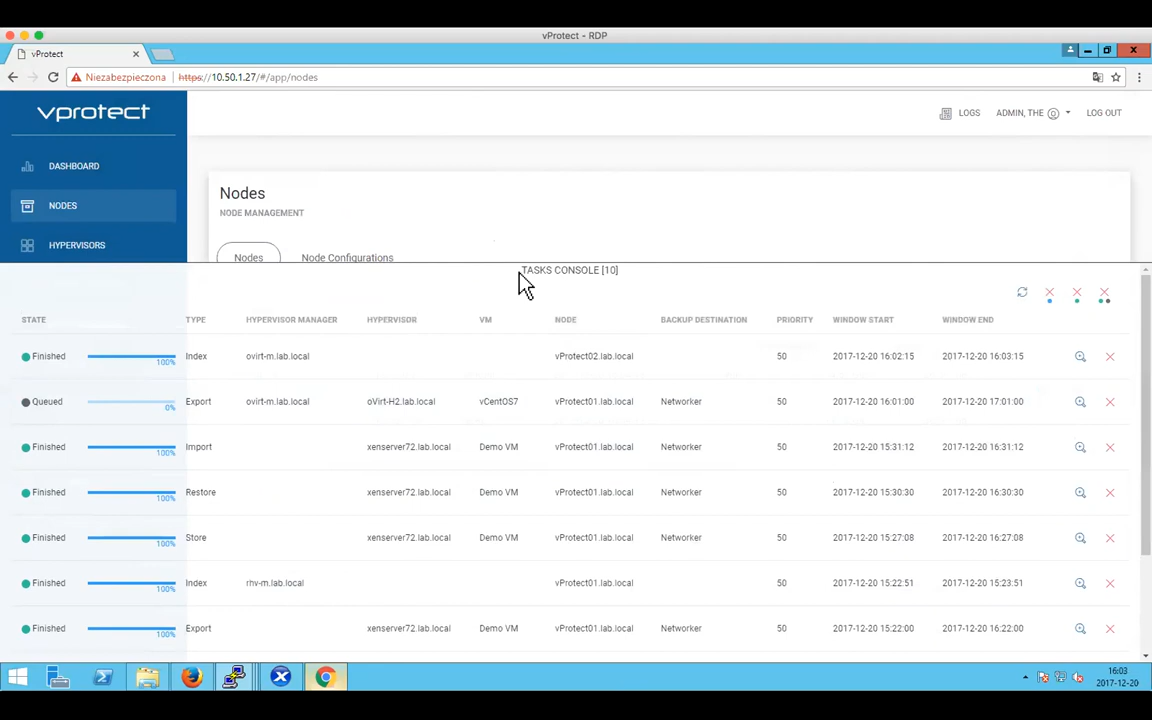 vProtect - RDP
vProtect
Niezabezpieczona https://10.50.1.27/#/app/nodes
vprotect
LOGS ADMIN, THE LOG OUT
DASHBOARD
NODES
HYPERVISORS
Nodes
NODE MANAGEMENT
Nodes Node Configurations
TASKS CONSOLE [10]
STATE TYPE HYPERVISOR MANAGER HYPERVISOR VM NODE BACKUP DESTINATION PRIORITY WINDOW START WINDOW END
Finished 100% Index ovirt-m.lab.local vProtect02.lab.local 50 2017-12-20 16:02:15 2017-12-20 16:03:15
Queued 0% Export ovirt-m.lab.local oVirt-H2.lab.local vCentOS7 vProtect01.lab.local Networker 50 2017-12-20 16:01:00 2017-12-20 17:01:00
Finished 100% Import xenserver72.lab.local Demo VM vProtect01.lab.local Networker 50 2017-12-20 15:31:12 2017-12-20 16:31:12
Finished 100% Restore xenserver72.lab.local Demo VM vProtect01.lab.local Networker 50 2017-12-20 15:30:30 2017-12-20 16:30:30
Finished 100% Store xenserver72.lab.local Demo VM vProtect01.lab.local Networker 50 2017-12-20 15:27:08 2017-12-20 16:27:08
Finished 100% Index rhv-m.lab.local vProtect01.lab.local 50 2017-12-20 15:22:51 2017-12-20 15:23:51
Finished 100% Export xenserver72.lab.local Demo VM vProtect01.lab.local Networker 50 2017-12-20 15:22:00 2017-12-20 16:22:00
16:03
2017-12-20